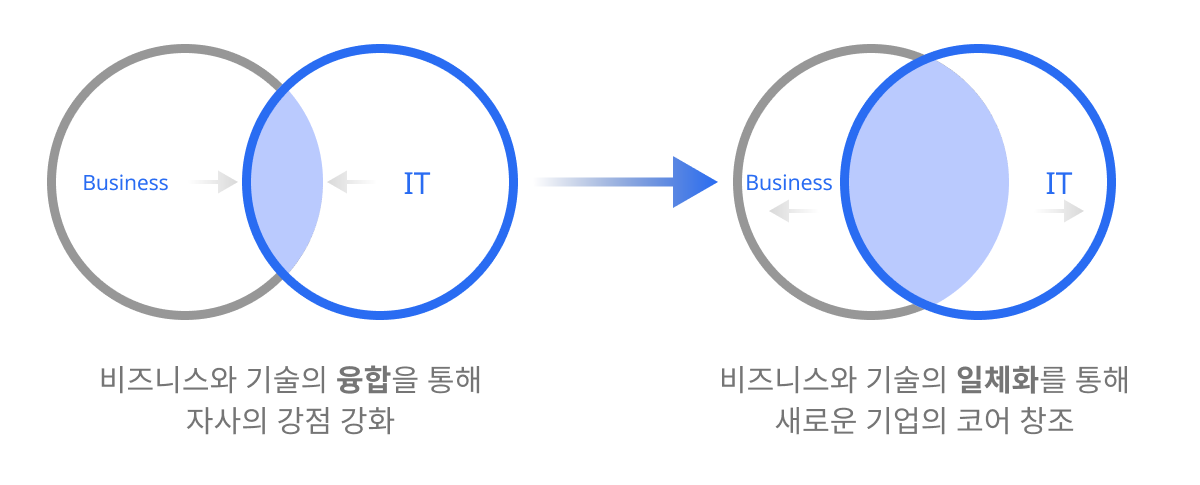 Business
IT
비즈니스와 기술의 융합을 통해
자사의 강점 강화
Business
IT
비즈니스와 기술의 일체화를 통해
새로운 기업의 코어 창조